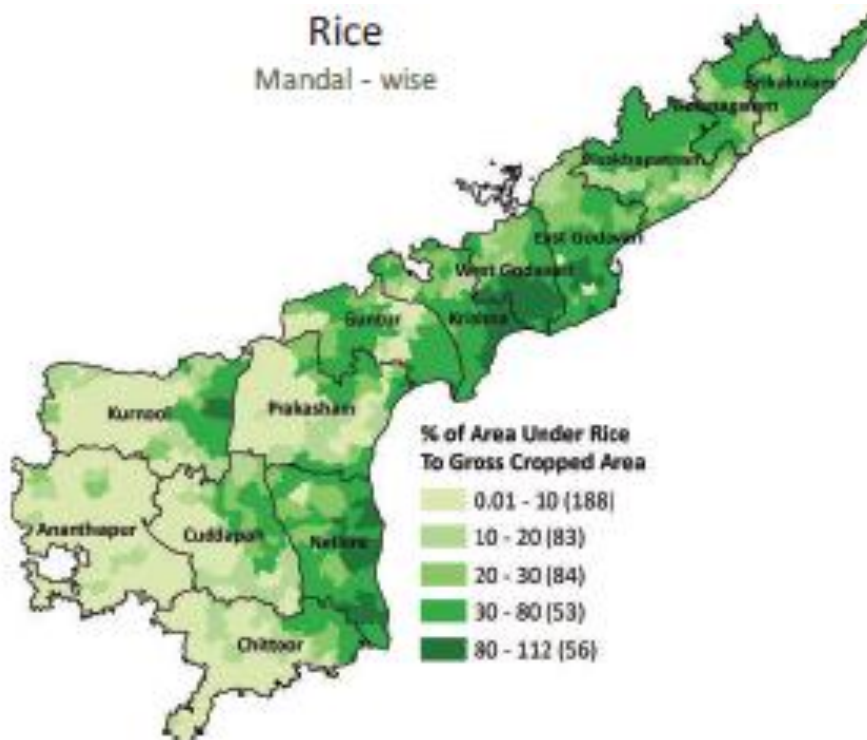 Rice
Mandal - wise
Srikakulam
Vizianagaram
Visakhapatnam
East Godavari
West Godavari
Guntur
Krishna
Kurnool
Prakasham
% of Area Under Rice
To Gross Cropped Area
0.01 - 10 (188)
Ananthapur
Cuddapah
Nellore
10 - 20 (83)
20 - 30 (84)
30 - 80 (53)
Chittoor
80 - 112 (56)